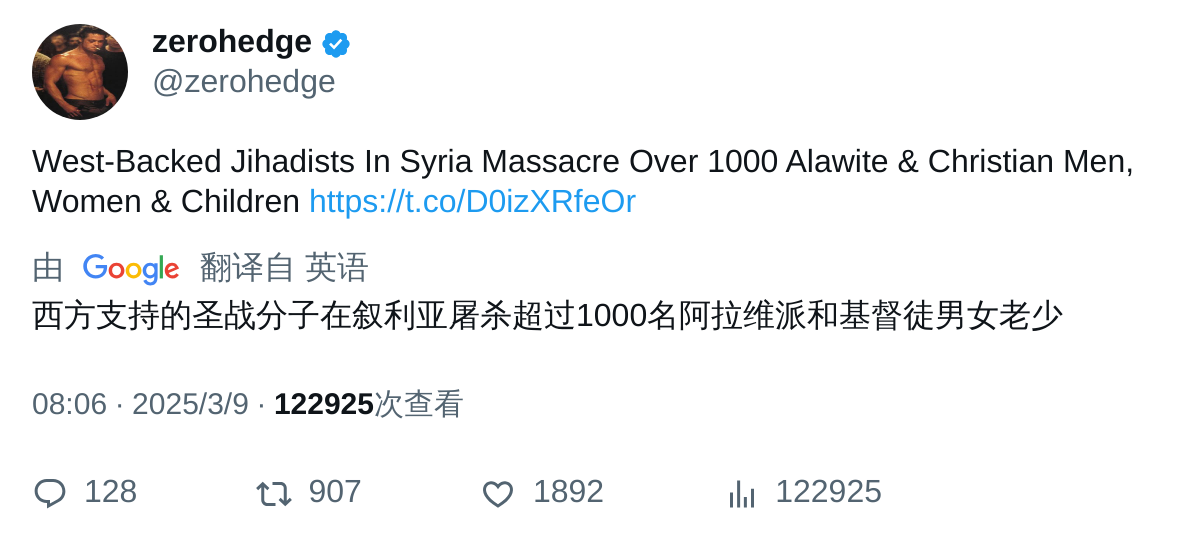 zerohedge
@zerohedge
West-Backed Jihadists In Syria Massacre Over 1000 Alawite & Christian Men,
Women & Children https://t.co/D0izXRfeOr
由 Google 翻译自 英语
西方支持的圣战分子在叙利亚屠杀超过1000名阿拉维派和基督徒男女老少
08:06 · 2025/3/9 · 122925次查看
128 907 1892 122925